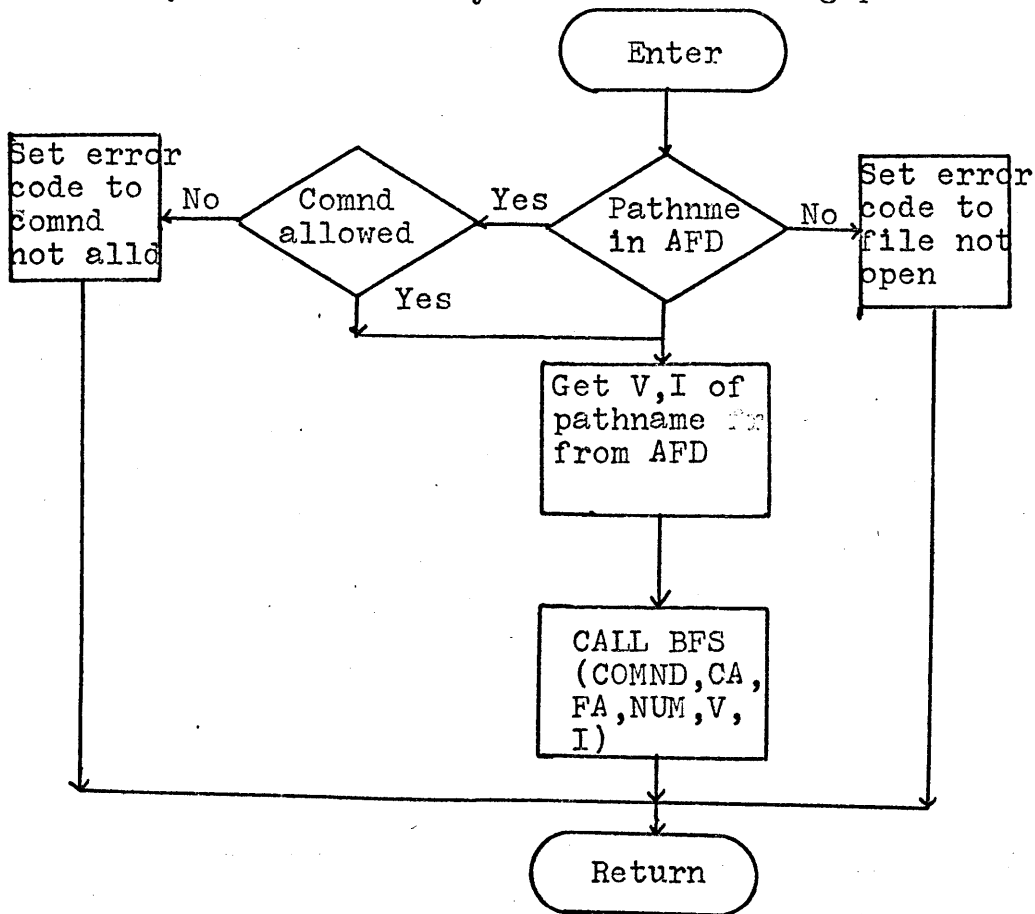 Enter
Set error
code to
comnd
not alld
No
Comnd
allowed
Yes
Pathnme
in AFD
No
Set error
code to
file not
open
Yes
Get V,I of
pathname
from AFD
CALL BFS
(COMND,CA,
FA,NUM,V,
I)
Return